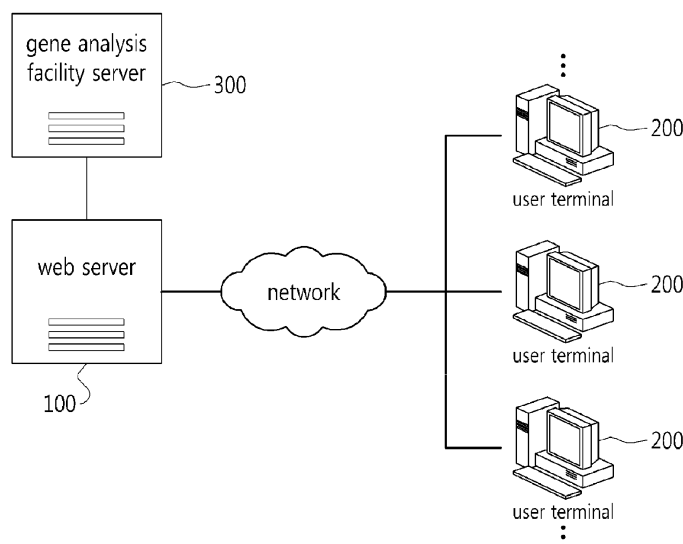 gene analysis
facility server
300
web server
100
network
200
user terminal
200
user terminal
200
user terminal